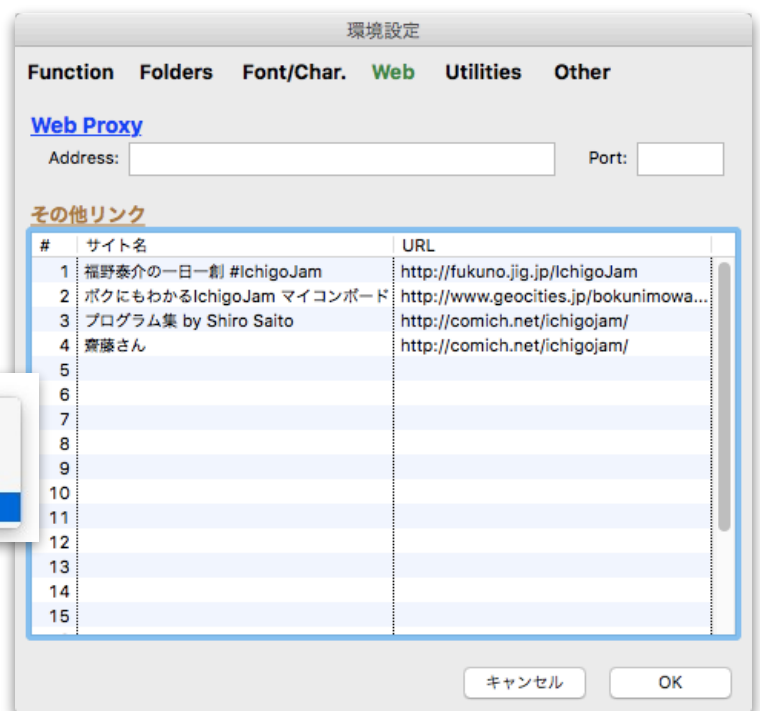 環境設定
Function Folders Font/Char. Web Utilities Other
Web Proxy
Address: Port:
その他リンク
# サイト名 URL
1 福野泰介の一日一創 #IchigoJam http://fukuno.jig.jp/IchigoJam
2 ボクにもわかるIchigoJam マイコンボード http://www.geocities.jp/bokunimowa...
3 プログラム集 by Shiro Saito http://comich.net/ichigojam/
4 齋藤さん http://comich.net/ichigojam/
5
6
7
8
9
10
11
12
13
14
15
キャンセル OK